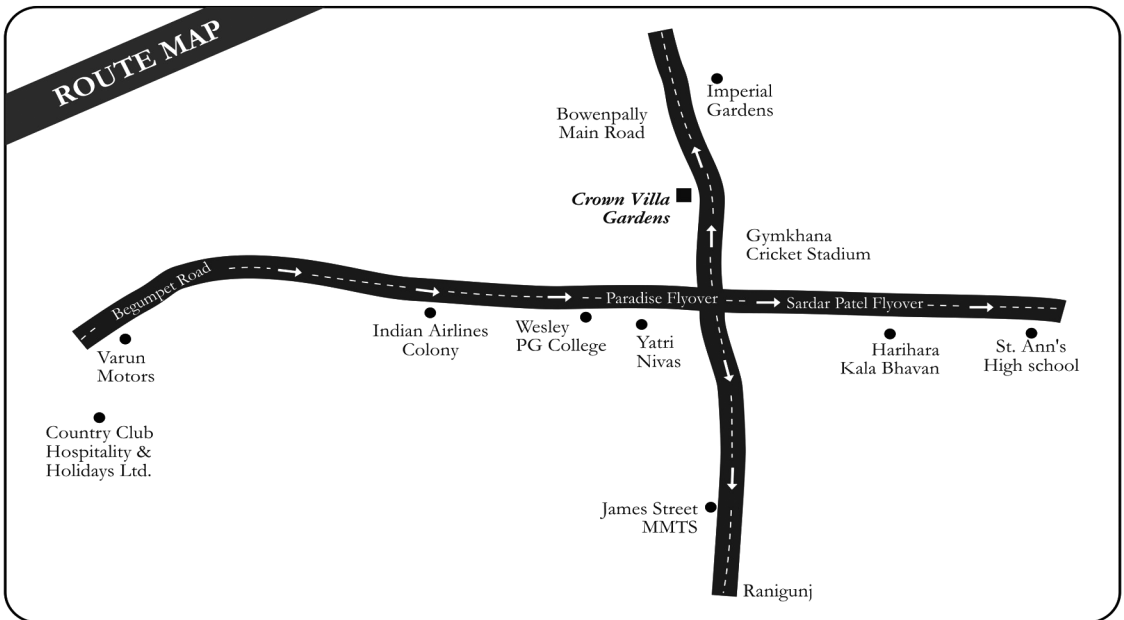 ROUTE MAP
Imperial
Gardens
Bowenpally
Main Road
Crown Villa
Gardens
Gymkhana
Cricket Stadium
Begumpet Road
Paradise Flyover
Sardar Patel Flyover
Varun
Motors
Indian Airlines
Colony
Wesley
PG College
Yatri
Nivas
Harihara
Kala Bhavan
St. Ann's
High school
Country Club
Hospitality &
Holidays Ltd.
James Street
MMTS
Ranigunj